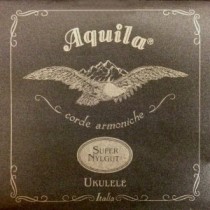 Aquila®
corde armoniche
SUPER
NYLGUT
UKULELE
Italia